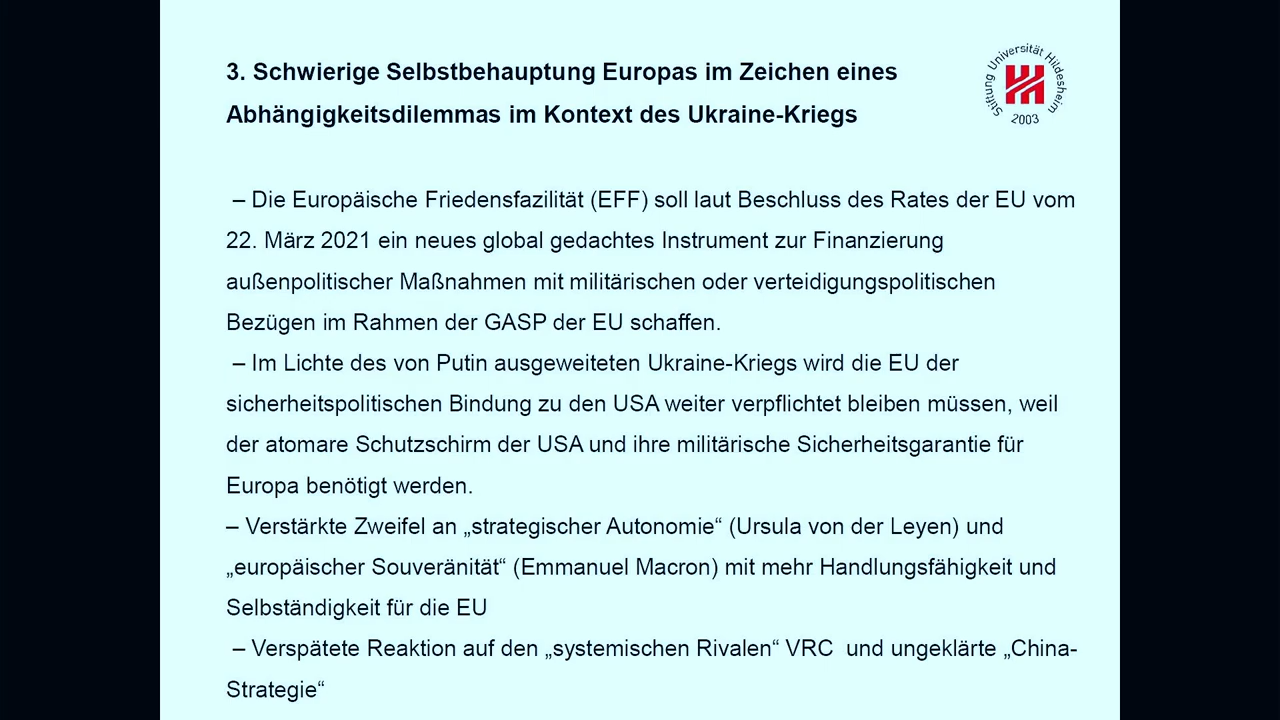 3. Schwierige Selbstbehauptung Europas im Zeichen eines
Abhängigkeitsdilemmas im Kontext des Ukraine-Kriegs
Stiftung Universität Hildesheim
2003
– Die Europäische Friedensfazilität (EFF) soll laut Beschluss des Rates der EU vom
22. März 2021 ein neues global gedachtes Instrument zur Finanzierung
außenpolitischer Maßnahmen mit militärischen oder verteidigungspolitischen
Bezügen im Rahmen der GASP der EU schaffen.
– Im Lichte des von Putin ausgeweiteten Ukraine-Kriegs wird die EU der
sicherheitspolitischen Bindung zu den USA weiter verpflichtet bleiben müssen, weil
der atomare Schutzschirm der USA und ihre militärische Sicherheitsgarantie für
Europa benötigt werden.
– Verstärkte Zweifel an „strategischer Autonomie“ (Ursula von der Leyen) und
„europäischer Souveränität“ (Emmanuel Macron) mit mehr Handlungsfähigkeit und
Selbständigkeit für die EU
– Verspätete Reaktion auf den „systemischen Rivalen“ VRC  und ungeklärte „China-
Strategie“